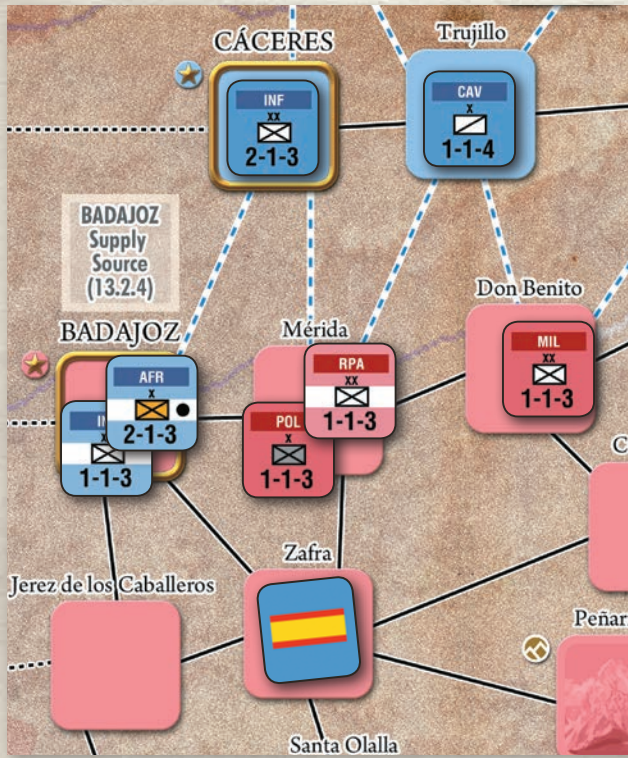 CÁCERES
Trujillo
INF
xx
2-1-3
CAV
x
1-1-4
BADAJOZ
Supply
Source
(13.2.4)
Don Benito
BADAJOZ
Mérida
MIL
xx
1-1-3
AFR
x
2-1-3
RPA
xx
1-1-3
x
1-1-3
POL
x
1-1-3
Zafra
Jerez de los Caballeros
Santa Olalla